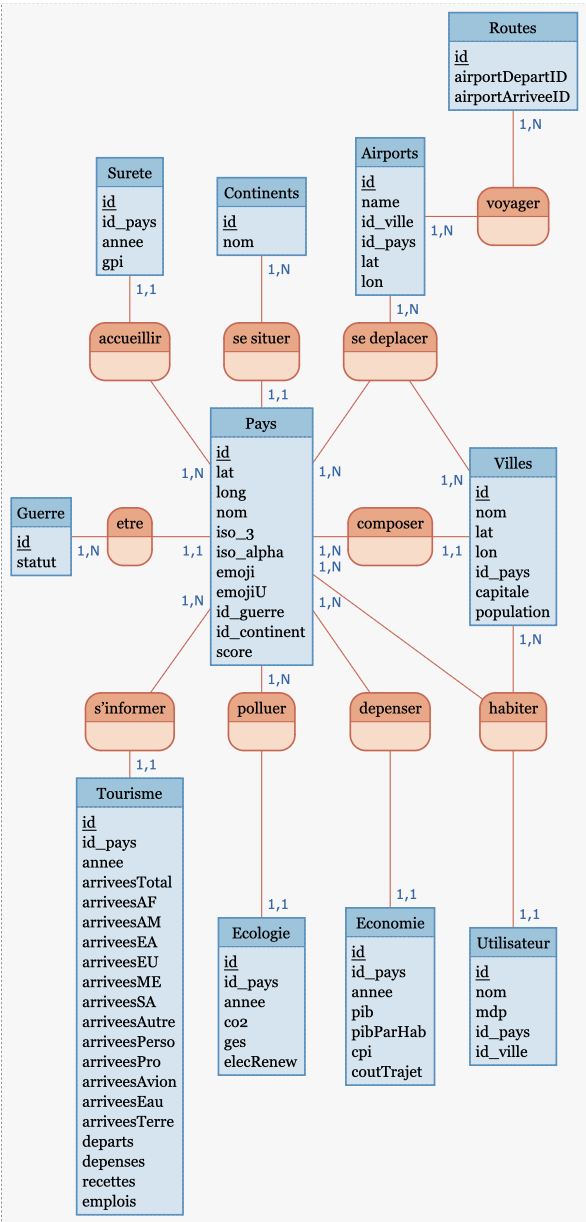 Routes
id
airportDepartID
airportArriveeID
1,N
Airports
id
name
id_ville
id_pays
lat
lon
voyager
1,N
Surete
id
id_pays
annee
gpi
Continents
id
nom
1,1
1,N
1,N
accueillir
se situer
se deplacer
1,1
Pays
id
lat
long
nom
iso_3
iso_alpha
emoji
emojiU
id_guerre
id_continent
score
1,N
1,N
1,N
Villes
id
nom
lat
lon
id_pays
capitale
population
Guerre
id
statut
etre
composer
1,N
1,1
1,N
1,1
1,N
1,N
1,N
1,N
1,N
s'informer
polluer
depenser
habiter
1,1
Tourisme
id
id_pays
annee
arriveesTotal
arriveesAF
arriveesAM
arriveesEA
arriveesEU
arriveesME
arriveesSA
arriveesAutre
arriveesPerso
arriveesPro
arriveesAvion
arriveesEau
arriveesTerre
departs
depenses
recettes
emplois
1,1
Ecologie
id
id_pays
annee
co2
ges
elecRenew
1,1
Economie
id
id_pays
annee
pib
pibParHab
cpi
coutTrajet
1,1
Utilisateur
id
nom
mdp
id_pays
id_ville